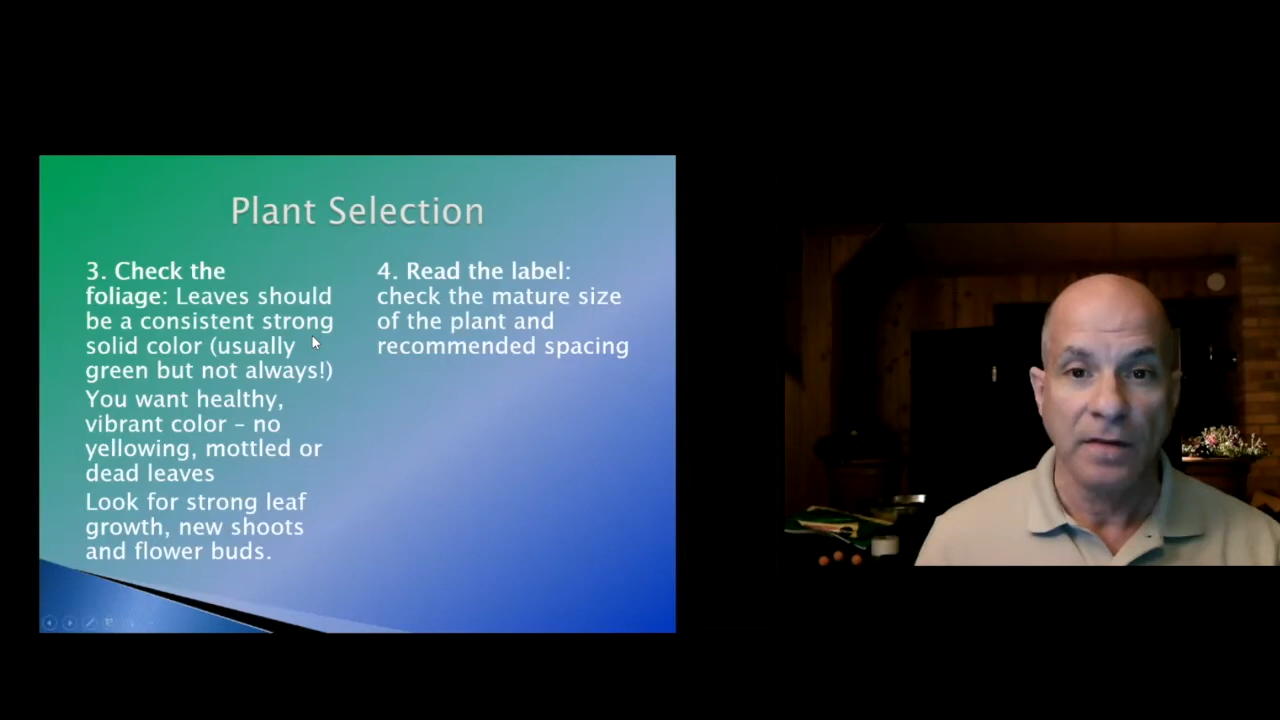 Plant Selection
3. Check the
foliage: Leaves should
be a consistent strong
solid color (usually
green but not always!)
You want healthy,
vibrant color – no
yellowing, mottled or
dead leaves
Look for strong leaf
growth, new shoots
and flower buds.
4. Read the label:
check the mature size
of the plant and
recommended spacing